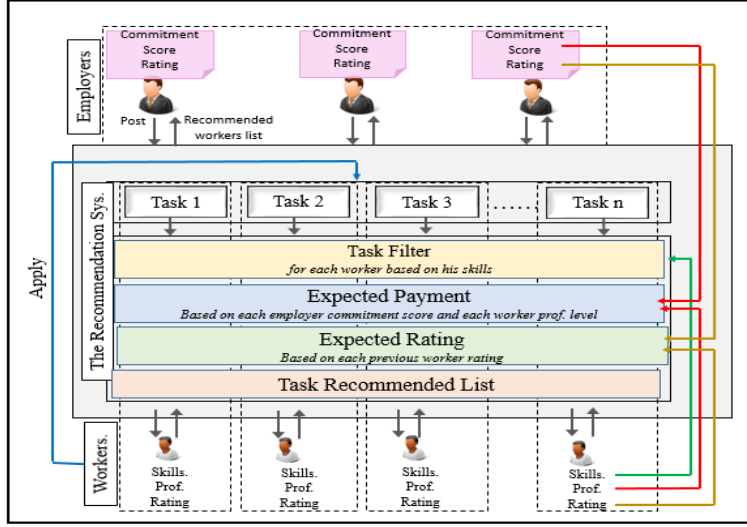 Commitment
Score
Rating
Commitment
Score
Rating
Commitment
Score
Rating
Employers
Post
Recommended
workers list
The Recommendation Sys.
Task 1
Task 2
Task 3
......
Task n
Task Filter
for each worker based on his skills
Expected Payment
Based on each employer commitment score and each worker prof. level
Expected Rating
Based on each previous worker rating
Task Recommended List
Apply
Workers.
Skills.
Prof.
Rating
Skills.
Prof.
Rating
Skills.
Prof.
Rating
Skills.
Prof.
Rating